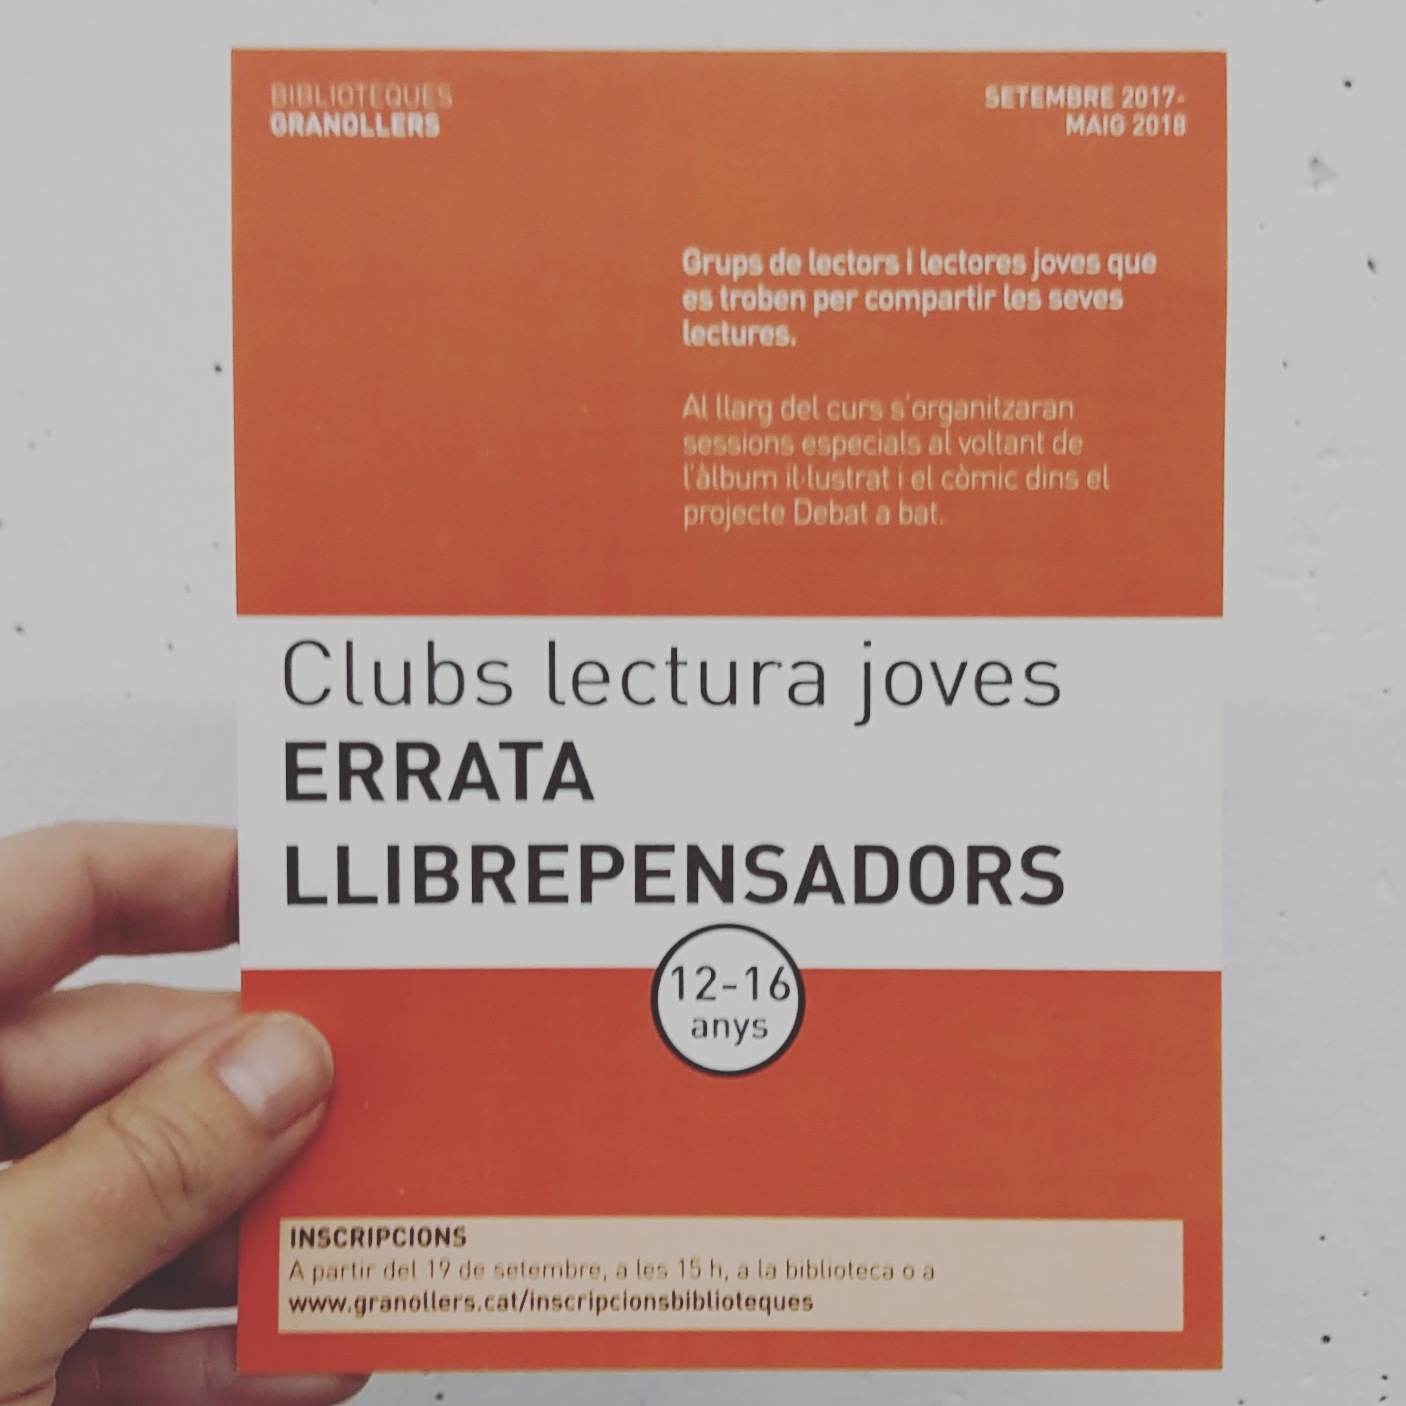 BIBLIOTEQUES
GRANOLLERS
SETEMBRE 2017-
MAIG 2018
Grups de lectors i lectores joves que
es troben per compartir les seves
lectures.
Al llarg del curs s'organitzaran
sessions especials al voltant de
l'àlbum il·lustrat i el còmic dins el
projecte Debat a bat.
Clubs lectura joves
ERRATA
LLIBREPENSADORS
12-16
anys
INSCRIPCIONS
A partir del 19 de setembre, a les 15 h, a la biblioteca o a
www.granollers.cat/inscripcionsbiblioteques